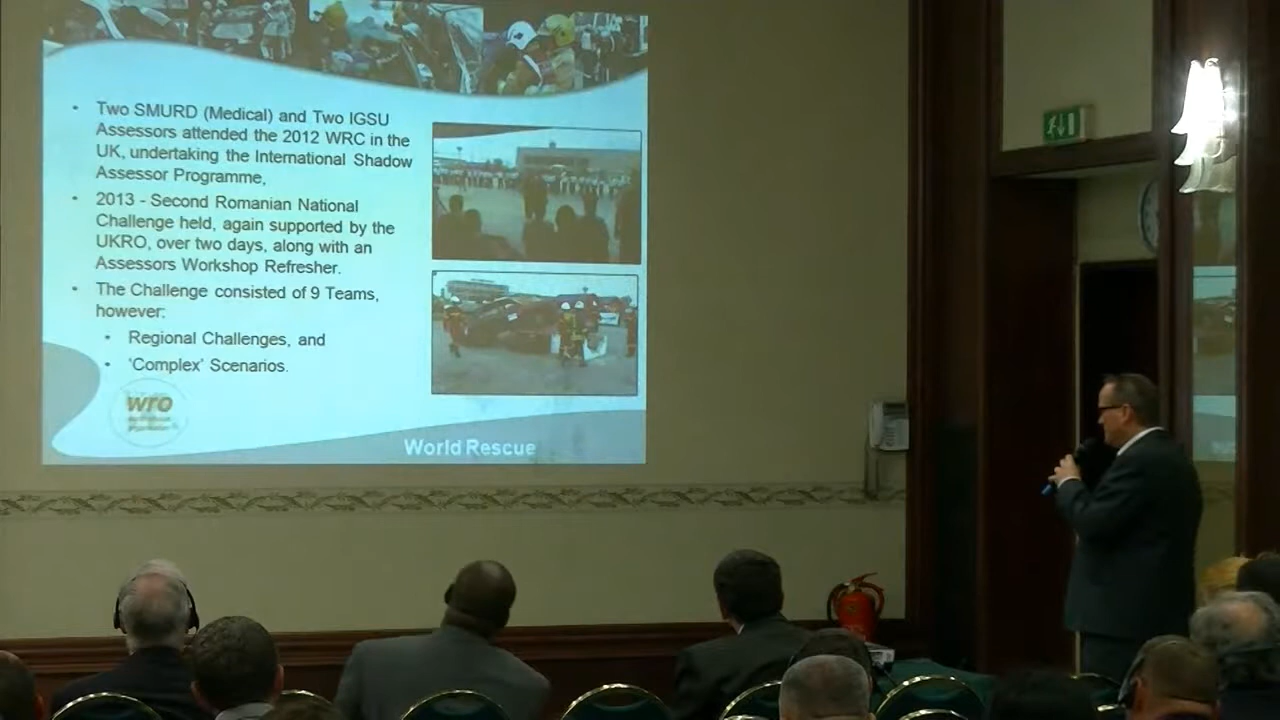 • Two SMURD (Medical) and Two IGSU
Assessors attended the 2012 WRC in the
UK, undertaking the International Shadow
Assessor Programme,
• 2013 - Second Romanian National
Challenge held, again supported by the
UKRO, over two days, along with an
Assessors Workshop Refresher.
• The Challenge consisted of 9 Teams,
however:
• Regional Challenges, and
• 'Complex' Scenarios.
wro
World Rescue